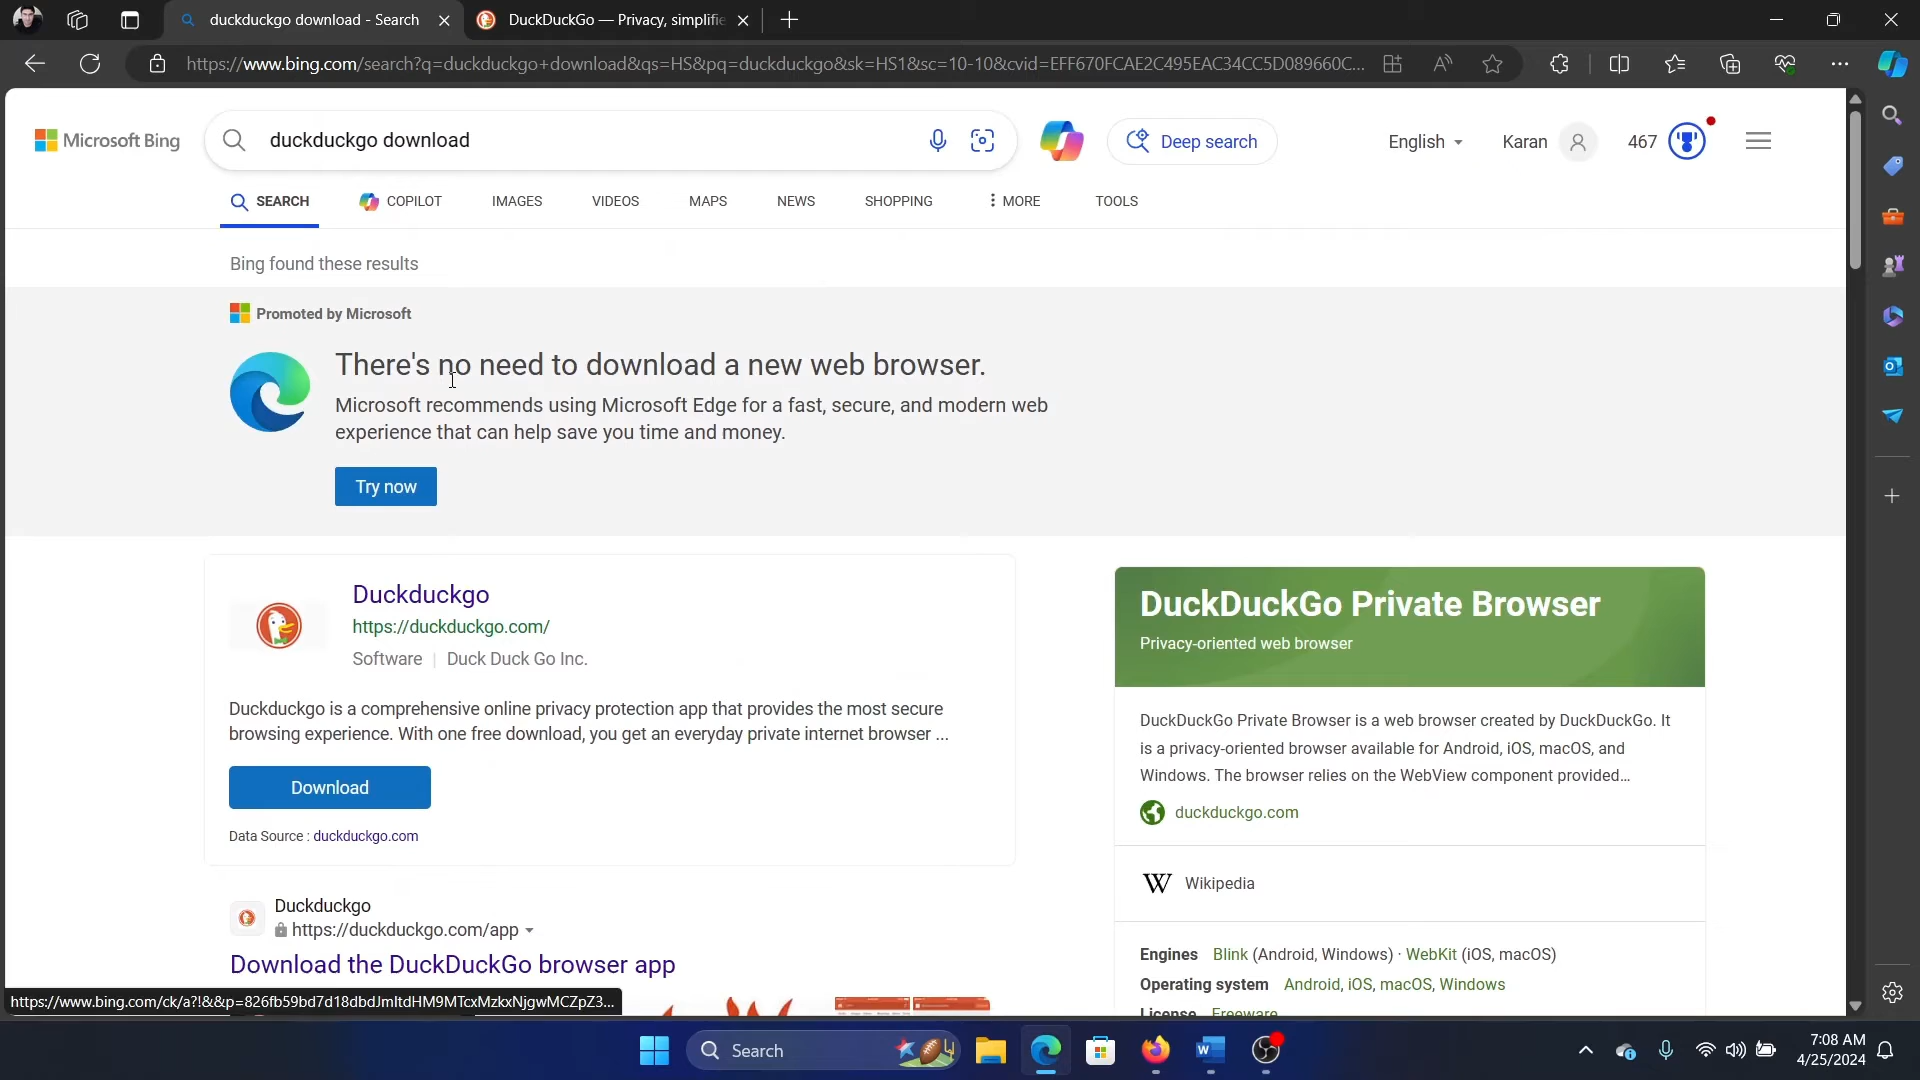 duckduckgo download - Search
DuckDuckGo — Privacy, simplifie
https://www.bing.com/search?q=duckduckgo+download&qs=HS&pq=duckduckgo&sk=HS1&sc=10-10&cvid=EFF670FCAE2C495EAC34CC5D089660C...
Microsoft Bing
duckduckgo download
Deep search
English
Karan
467
SEARCH
COPILOT
IMAGES
VIDEOS
MAPS
NEWS
SHOPPING
MORE
TOOLS
Bing found these results
Promoted by Microsoft
There's no need to download a new web browser.
Microsoft recommends using Microsoft Edge for a fast, secure, and modern web
experience that can help save you time and money.
Try now
Duckduckgo
https://duckduckgo.com/
Software | Duck Duck Go Inc.
Duckduckgo is a comprehensive online privacy protection app that provides the most secure
browsing experience. With one free download, you get an everyday private internet browser ...
Download
Data Source : duckduckgo.com
Duckduckgo
https://duckduckgo.com/app
Download the DuckDuckGo browser app
DuckDuckGo Private Browser
Privacy-oriented web browser
DuckDuckGo Private Browser is a web browser created by DuckDuckGo. It
is a privacy-oriented browser available for Android, iOS, macOS, and
Windows. The browser relies on the WebView component provided...
duckduckgo.com
W Wikipedia
Engines Blink (Android, Windows) · WebKit (iOS, macOS)
Operating system Android, iOS, macOS, Windows
License Freeware
https://www.bing.com/ck/a?!&&p=826fb59bd7d18dbdJmltdHM9MTcxMzkxNjgwMCZpZ3...
Search
7:08 AM
4/25/2024